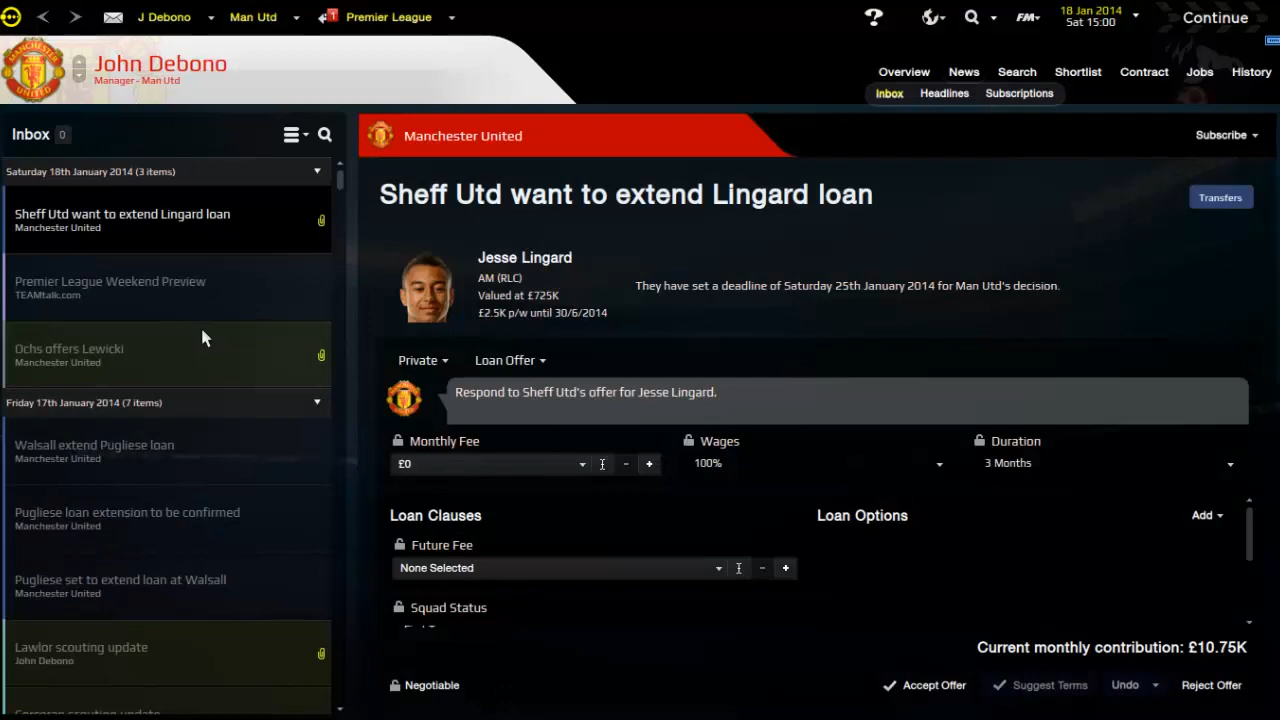 J Debono
Man Utd
1
Premier League
FM
18 Jan 2014
Sat 15:00
Continue
John Debono
Manager - Man Utd
Overview
News
Search
Shortlist
Contract
Jobs
History
Inbox
Headlines
Subscriptions
Inbox 0
Saturday 18th January 2014 (3 items)
Sheff Utd want to extend Lingard loan
Manchester United
Premier League Weekend Preview
TEAMtalk.com
Ochs offers Lewicki
Manchester United
Friday 17th January 2014 (7 items)
Walsall extend Pugliese loan
Manchester United
Pugliese loan extension to be confirmed
Manchester United
Pugliese set to extend loan at Walsall
Manchester United
Lawlor scouting update
John Debono
Corcoran scouting update
Manchester United
Subscribe
Sheff Utd want to extend Lingard loan
Transfers
Jesse Lingard
AM (RLC)
Valued at £725K
£2.5K p/w until 30/6/2014
They have set a deadline of Saturday 25th January 2014 for Man Utd's decision.
Private
Loan Offer
Respond to Sheff Utd's offer for Jesse Lingard.
Monthly Fee
Wages
Duration
£0
100%
3 Months
Loan Clauses
Loan Options
Add
Future Fee
None Selected
Squad Status
Current monthly contribution: £10.75K
Negotiable
Accept Offer
Suggest Terms
Undo
Reject Offer